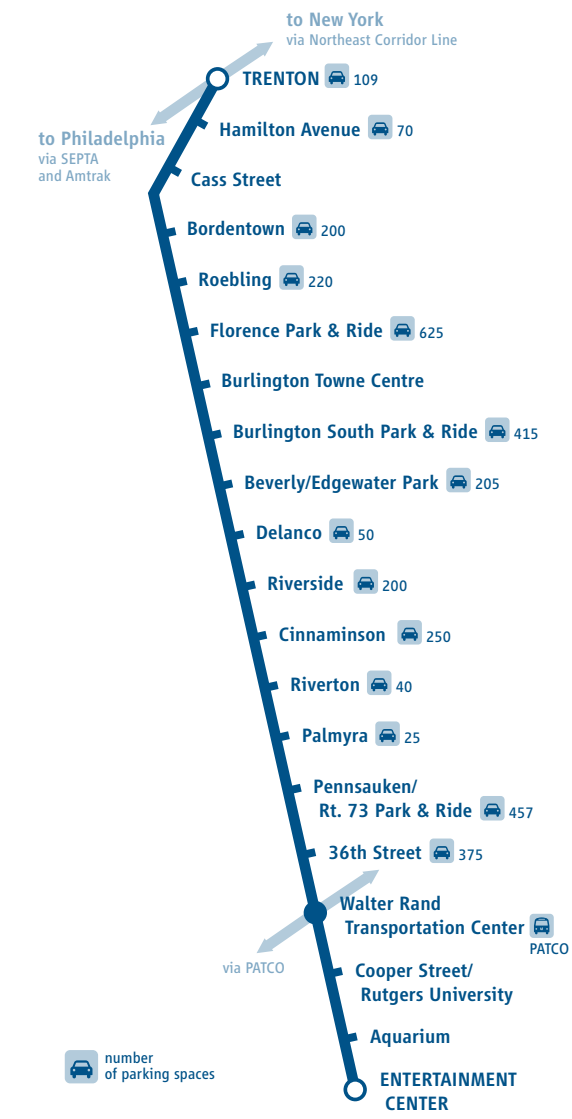 to New York
via Northeast Corridor Line
TRENTON 109
Hamilton Avenue 70
to Philadelphia
via SEPTA
and Amtrak
Cass Street
Bordentown 200
Roebling 220
Florence Park & Ride 625
Burlington Towne Centre
Burlington South Park & Ride 415
Beverly/Edgewater Park 205
Delanco 50
Riverside 200
Cinnaminson 250
Riverton 40
Palmyra 25
Pennsauken/
Rt. 73 Park & Ride 457
36th Street 375
Walter Rand
Transportation Center
PATCO
via PATCO
Cooper Street/
Rutgers University
Aquarium
number
of parking spaces
ENTERTAINMENT
CENTER